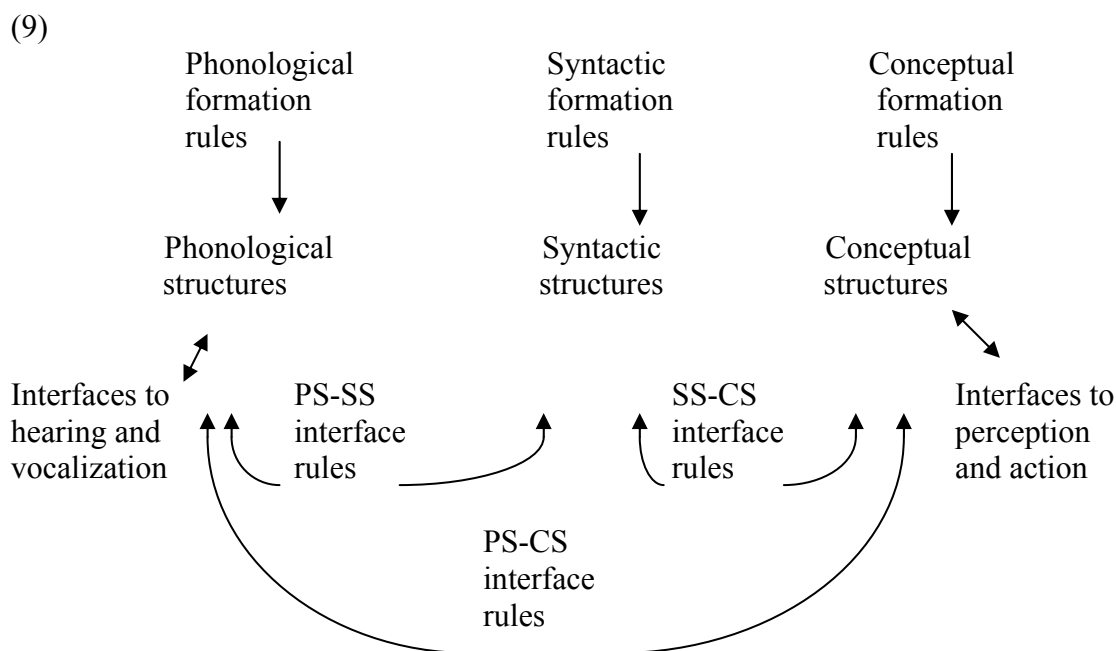 (9)
Phonological
formation
rules
Syntactic
formation
rules
Conceptual
formation
rules
Phonological
structures
Syntactic
structures
Conceptual
structures
Interfaces to
hearing and
vocalization
PS-SS
interface
rules
SS-CS
interface
rules
Interfaces to
perception
and action
PS-CS
interface
rules